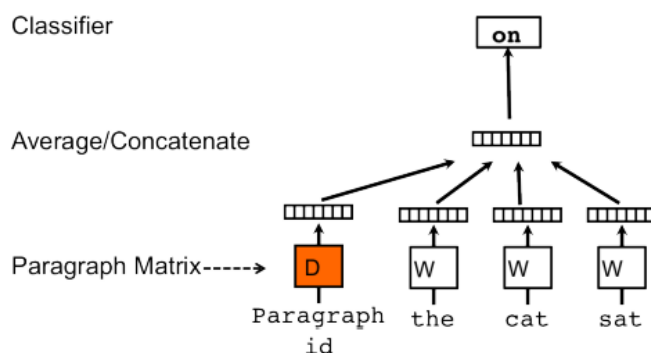 Classifier
on
Average/Concatenate
Paragraph Matrix
D W W W
Paragraph the cat sat
id